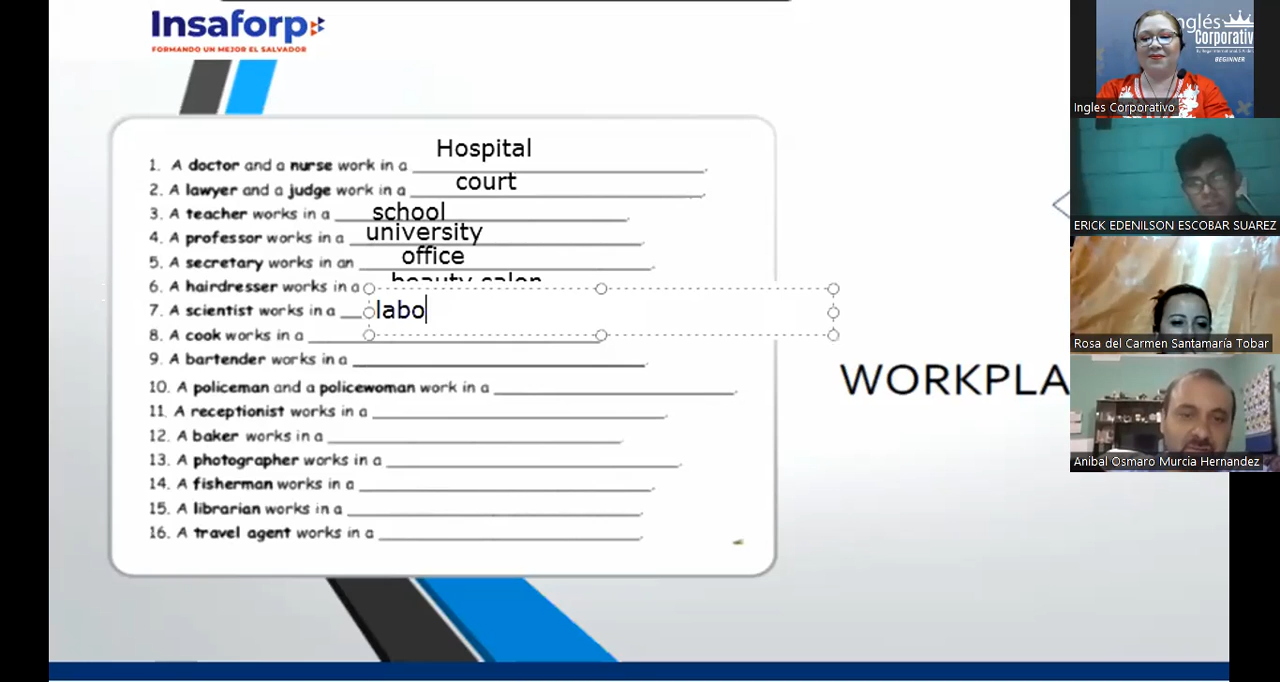 Insaforp
FORMANDO UN MEJOR EL SALVADOR
1. A doctor and a nurse work in a Hospital.
2. A lawyer and a judge work in a court.
3. A teacher works in a school.
4. A professor works in a university.
5. A secretary works in an office.
6. A hairdresser works in a beauty salon
7. A scientist works in a labo
8. A cook works in a
9. A bartender works in a .
10. A policeman and a policewoman work in a .
11. A receptionist works in a .
12. A baker works in a .
13. A photographer works in a .
14. A fisherman works in a .
15. A librarian works in a .
16. A travel agent works in a .
WORKPLA
Inglés
Corporativo
BEGINNER
Ingles Corporativo
ERICK EDENILSON ESCOBAR SUAREZ
Rosa del Carmen Santamaría Tobar
Anibal Osmaro Murcia Hernandez